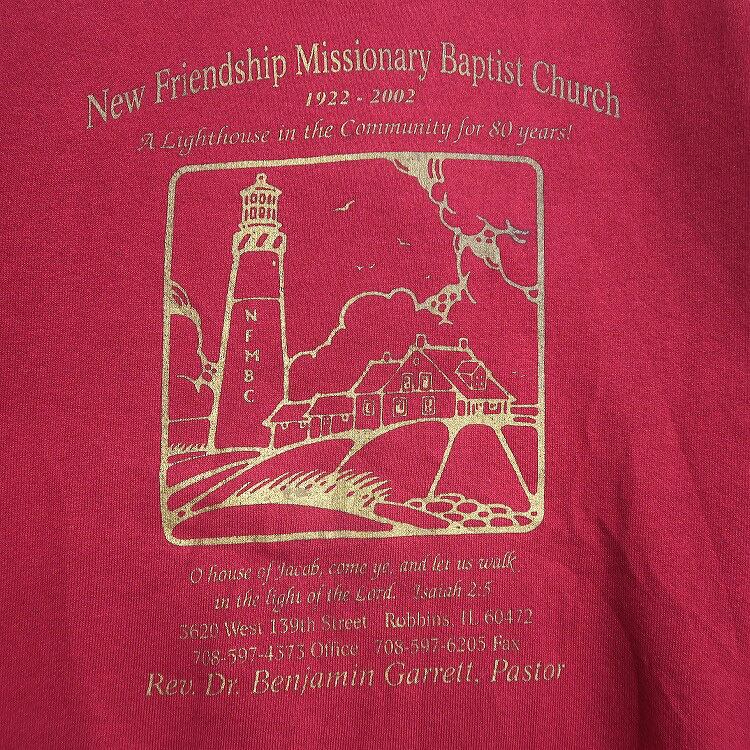 New Friendship Missionary Baptist Church
1922 - 2002
A Lighthouse in the Community for 80 years!
NFMBC
O house of Jacob, come ye, and let us walk
in the light of the Lord. Isaiah 2:5
3620 West 139th Street Robbins, IL 60472
708-597-4373 Office 708-597-6205 Fax
Rev. Dr. Benjamin Garrett, Pastor